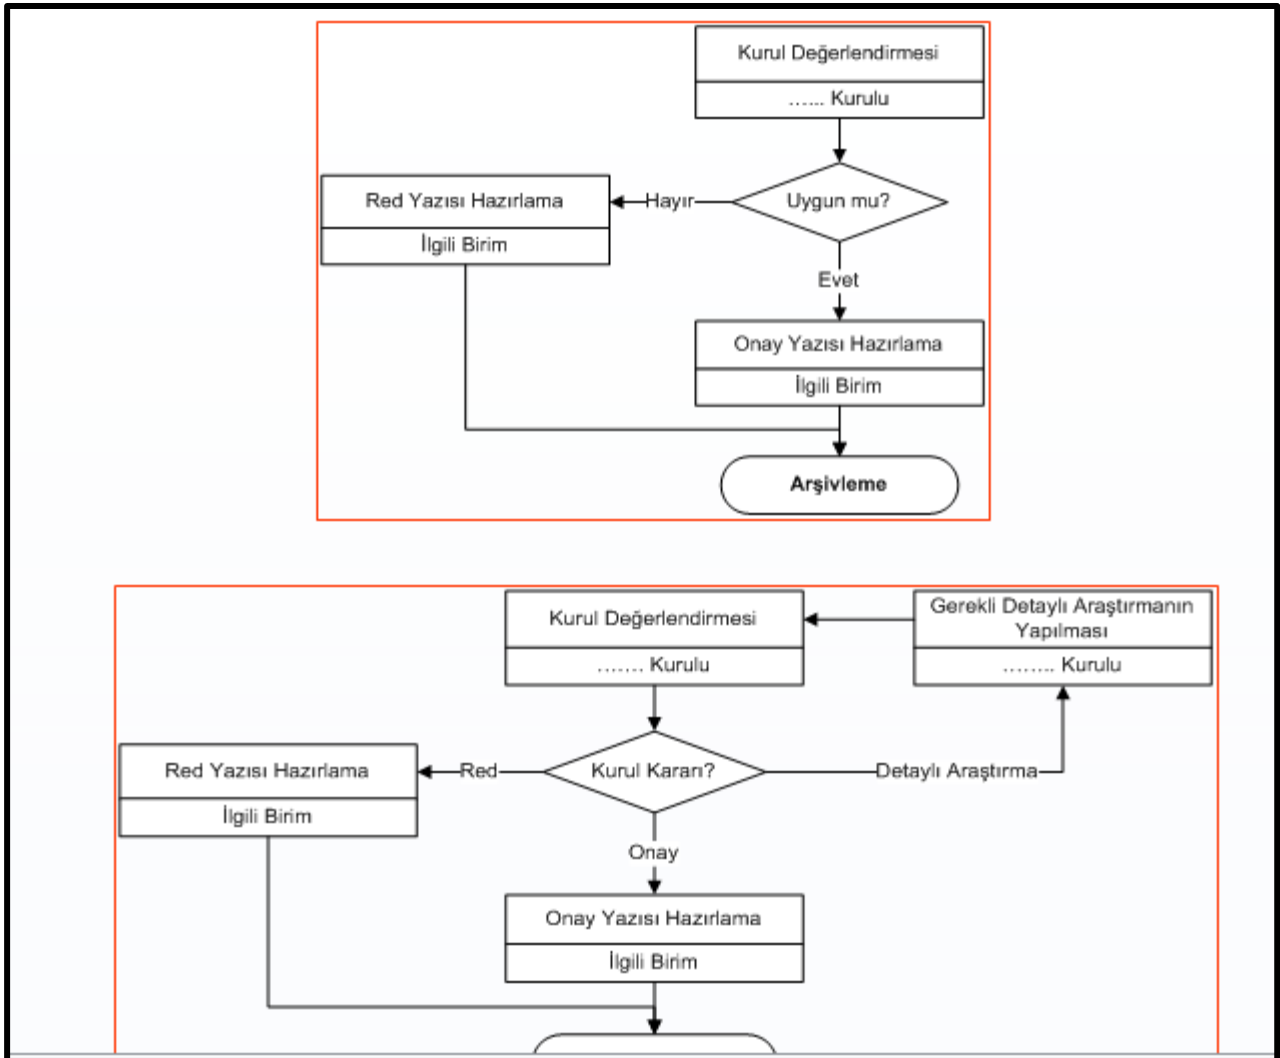 Kurul Değerlendirmesi
…... Kurulu
Uygun mu?
Hayır
Red Yazısı Hazırlama
İlgili Birim
Evet
Onay Yazısı Hazırlama
İlgili Birim
Arşivleme
Kurul Değerlendirmesi
……. Kurulu
Gerekli Detaylı Araştırmanın
Yapılması
…….. Kurulu
Kurul Kararı?
Red
Detaylı Araştırma
Red Yazısı Hazırlama
İlgili Birim
Onay
Onay Yazısı Hazırlama
İlgili Birim